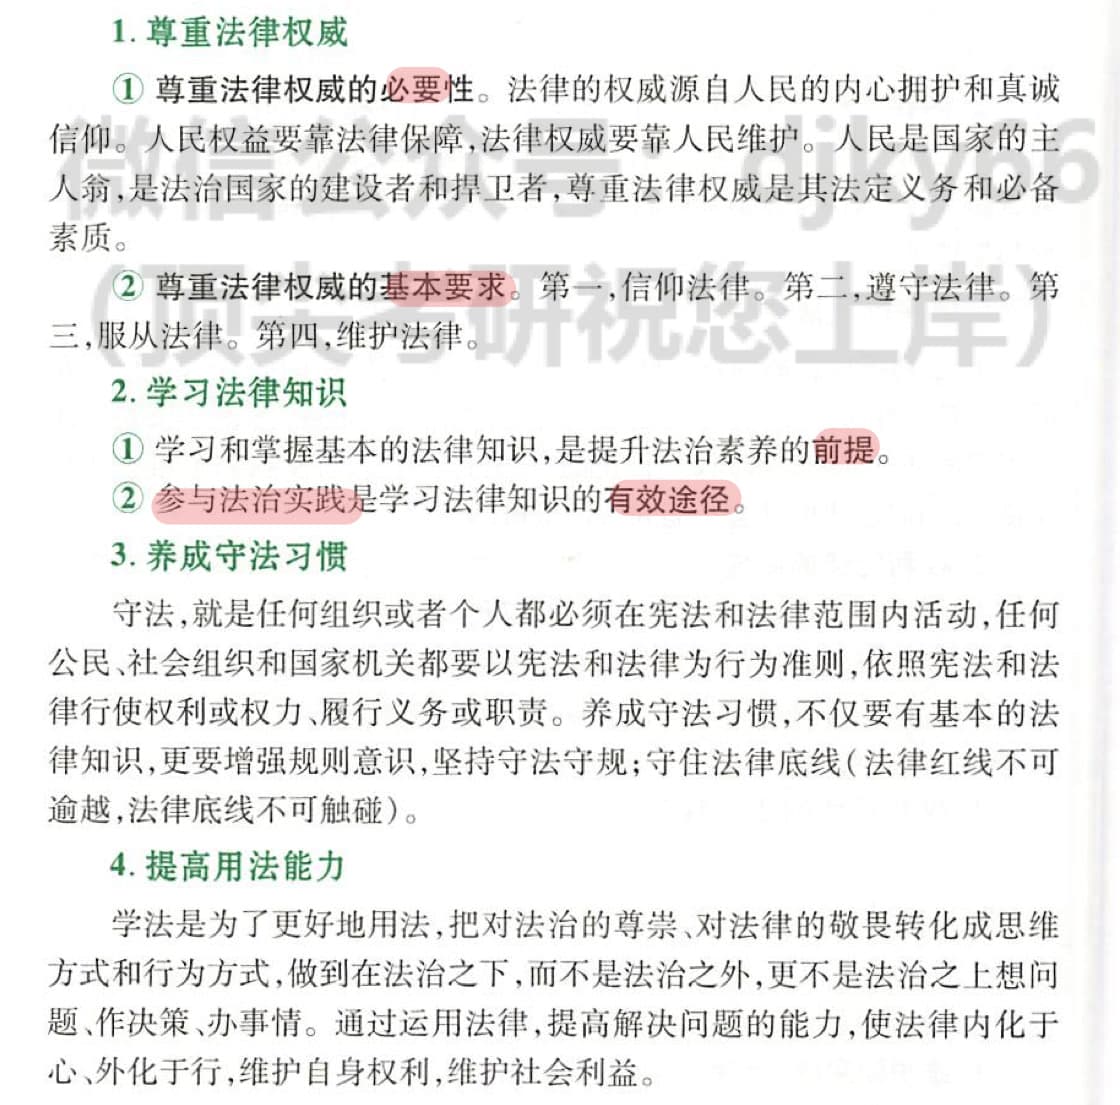 1. 尊重法律权威
① 尊重法律权威的必要性。法律的权威源自人民的内心拥护和真诚
信仰。人民权益要靠法律保障,法律权威要靠人民维护。人民是国家的主
人翁,是法治国家的建设者和捍卫者,尊重法律权威是其法定义务和必备
素质。
微信公众号:djky66
② 尊重法律权威的基本要求。第一,信仰法律。第二,遵守法律。第
三,服从法律。第四,维护法律。
(顶尖考研祝您上岸)
2. 学习法律知识
① 学习和掌握基本的法律知识,是提升法治素养的前提。
② 参与法治实践是学习法律知识的有效途径。
3. 养成守法习惯
守法,就是任何组织或者个人都必须在宪法和法律范围内活动,任何
公民、社会组织和国家机关都要以宪法和法律为行为准则,依照宪法和法
律行使权利或权力、履行义务或职责。养成守法习惯,不仅要有基本的法
律知识,更要增强规则意识,坚持守法守规;守住法律底线(法律红线不可
逾越,法律底线不可触碰)。
4. 提高用法能力
学法是为了更好地用法,把对法治的尊崇、对法律的敬畏转化成思维
方式和行为方式,做到在法治之下,而不是法治之外,更不是法治之上想问
题、作决策、办事情。通过运用法律,提高解决问题的能力,使法律内化于
心、外化于行,维护自身权利,维护社会利益。